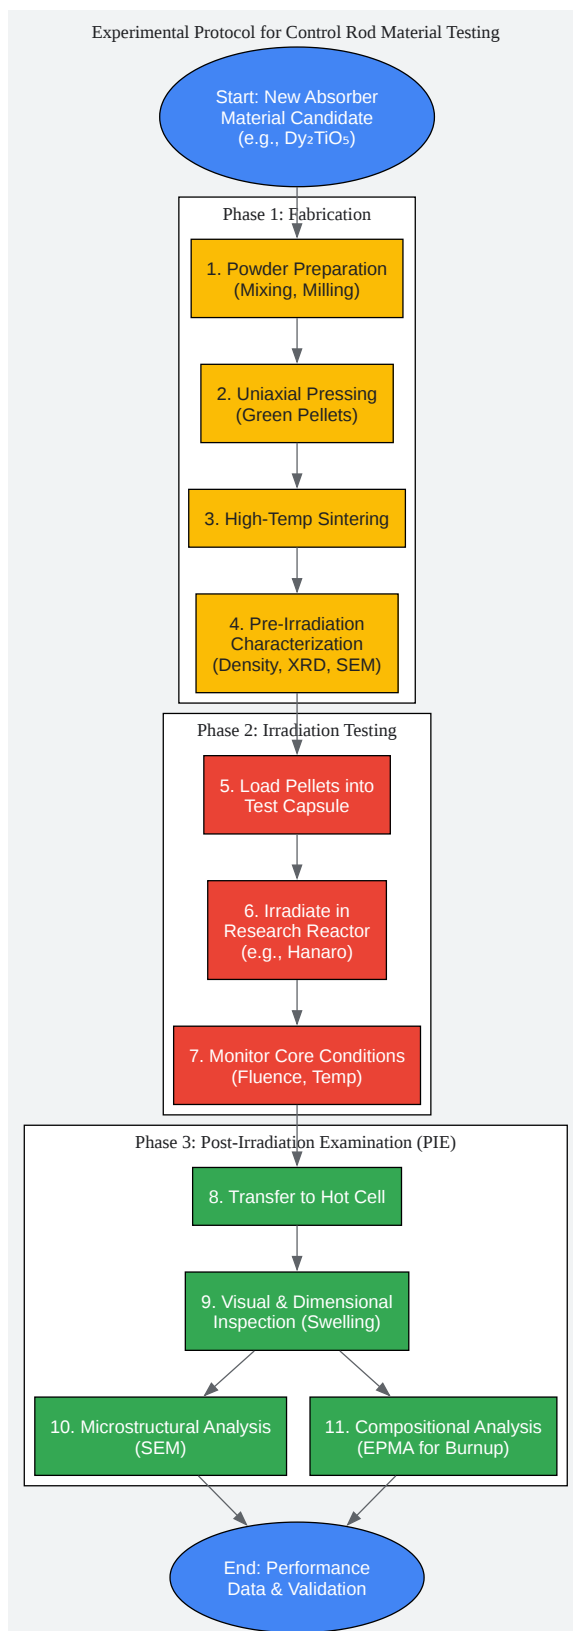 Experimental Protocol for Control Rod Material Testing
Start: New Absorber
Material Candidate
(e.g., Dy₂TiO₅)
Phase 1: Fabrication
1. Powder Preparation
(Mixing, Milling)
2. Uniaxial Pressing
(Green Pellets)
3. High-Temp Sintering
4. Pre-Irradiation
Characterization
(Density, XRD, SEM)
Phase 2: Irradiation Testing
5. Load Pellets into
Test Capsule
6. Irradiate in
Research Reactor
(e.g., Hanaro)
7. Monitor Core Conditions
(Fluence, Temp)
Phase 3: Post-Irradiation Examination (PIE)
8. Transfer to Hot Cell
9. Visual & Dimensional
Inspection (Swelling)
10. Microstructural Analysis
(SEM)
11. Compositional Analysis
(EPMA for Burnup)
End: Performance
Data & Validation